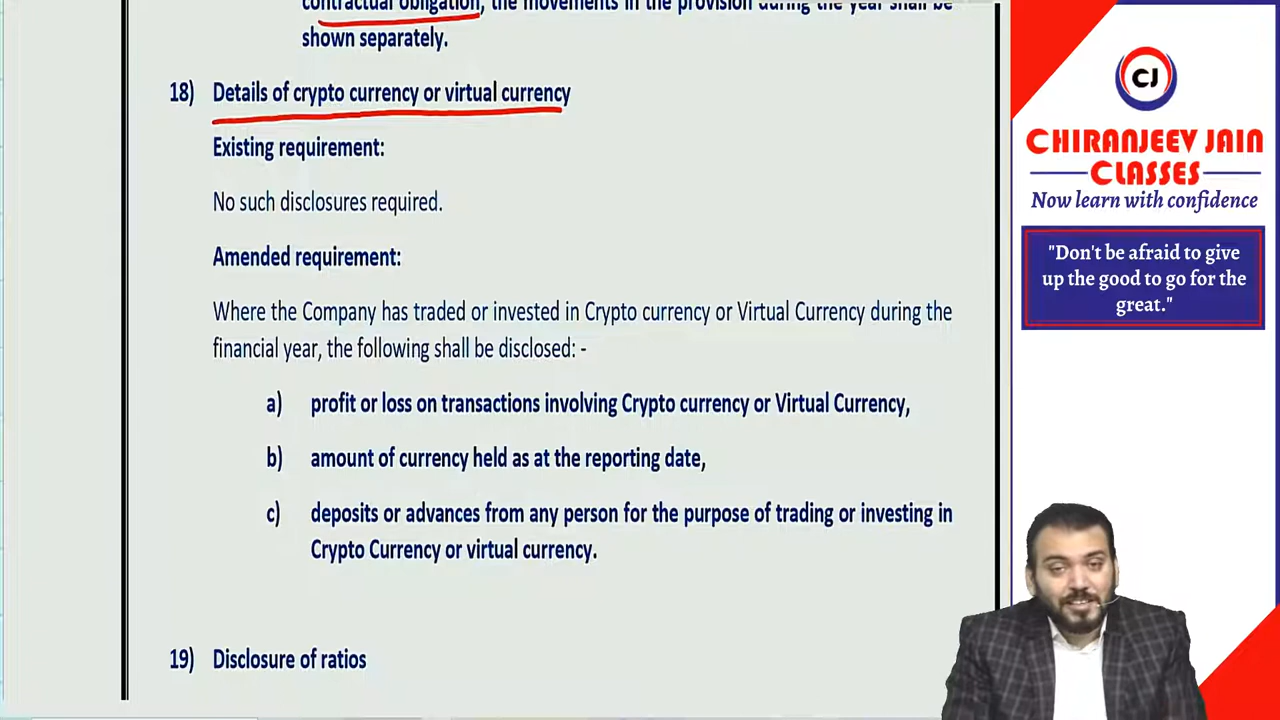 contractual obligation, the movements in the provision during the year shall be
shown separately.
18) Details of crypto currency or virtual currency
Existing requirement:
No such disclosures required.
Amended requirement:
Where the Company has traded or invested in Crypto currency or Virtual Currency during the
financial year, the following shall be disclosed: -
a) profit or loss on transactions involving Crypto currency or Virtual Currency,
b) amount of currency held as at the reporting date,
c) deposits or advances from any person for the purpose of trading or investing in
Crypto Currency or virtual currency.
19) Disclosure of ratios
CJ
CHIRANJEEV JAIN
CLASSES
Now learn with confidence
"Don't be afraid to give
up the good to go for the
great."